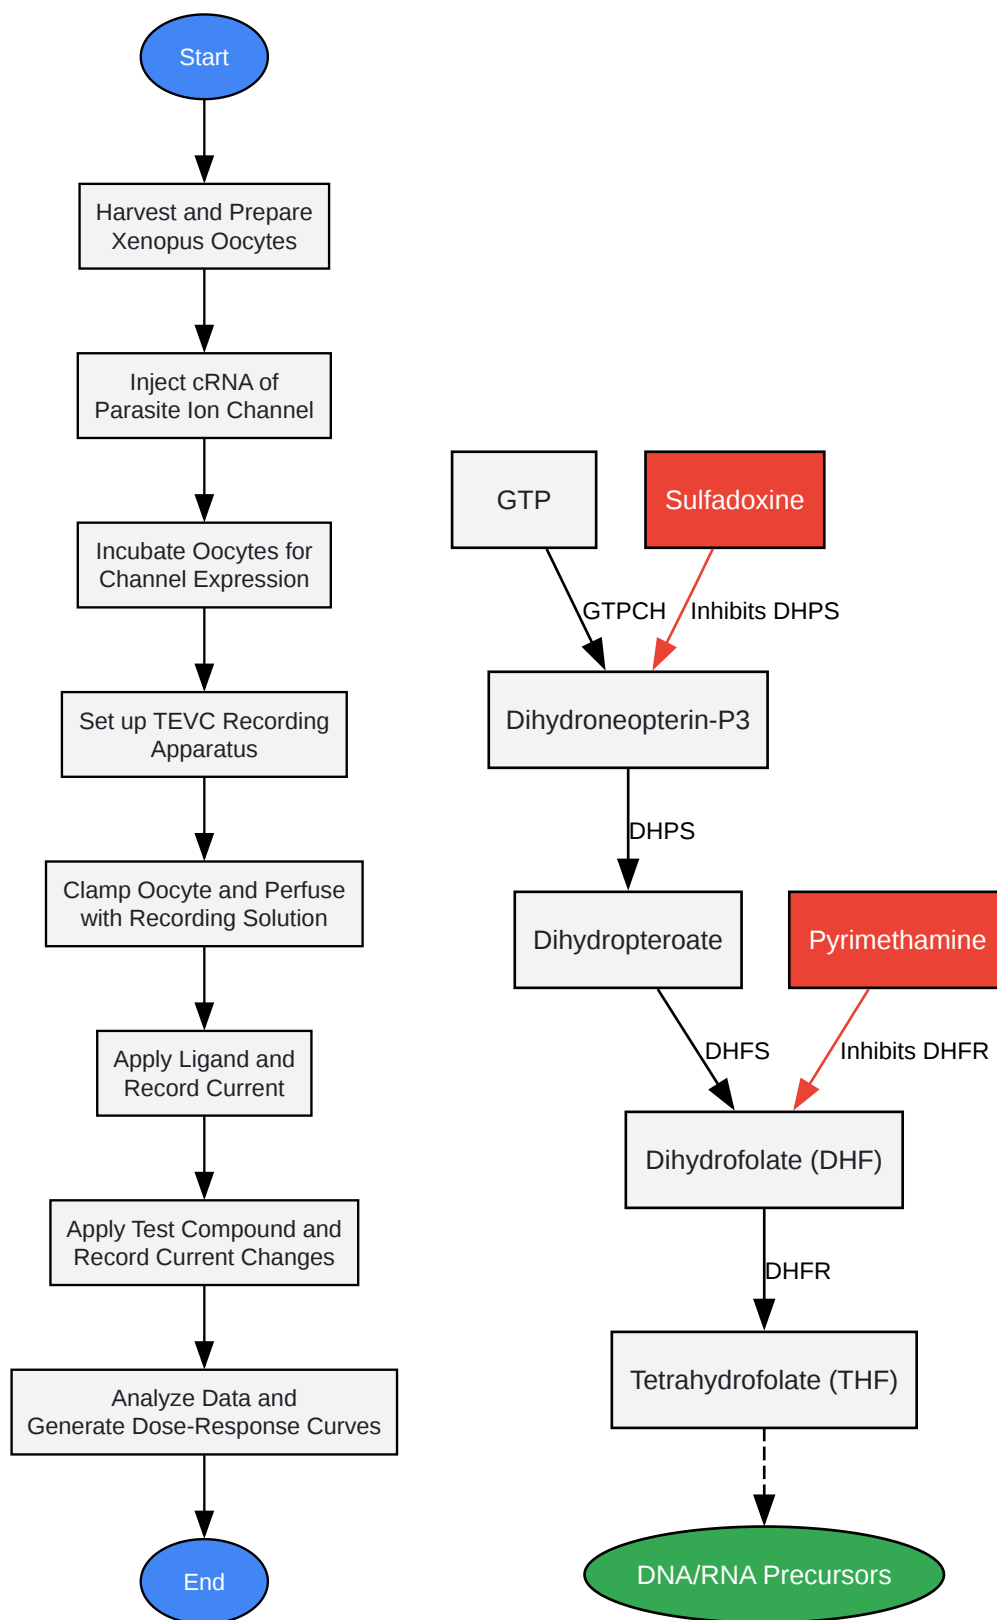 Start
Harvest and Prepare
Xenopus Oocytes
Inject cRNA of
Parasite Ion Channel
Incubate Oocytes for
Channel Expression
Set up TEVC Recording
Apparatus
Clamp Oocyte and Perfuse
with Recording Solution
Apply Ligand and
Record Current
Apply Test Compound and
Record Current Changes
Analyze Data and
Generate Dose-Response Curves
End
GTP
Sulfadoxine
GTPCH
Inhibits DHPS
Dihydroneopterin-P3
DHPS
Dihydropteroate
Pyrimethamine
DHFS
Inhibits DHFR
Dihydrofolate (DHF)
DHFR
Tetrahydrofolate (THF)
DNA/RNA Precursors